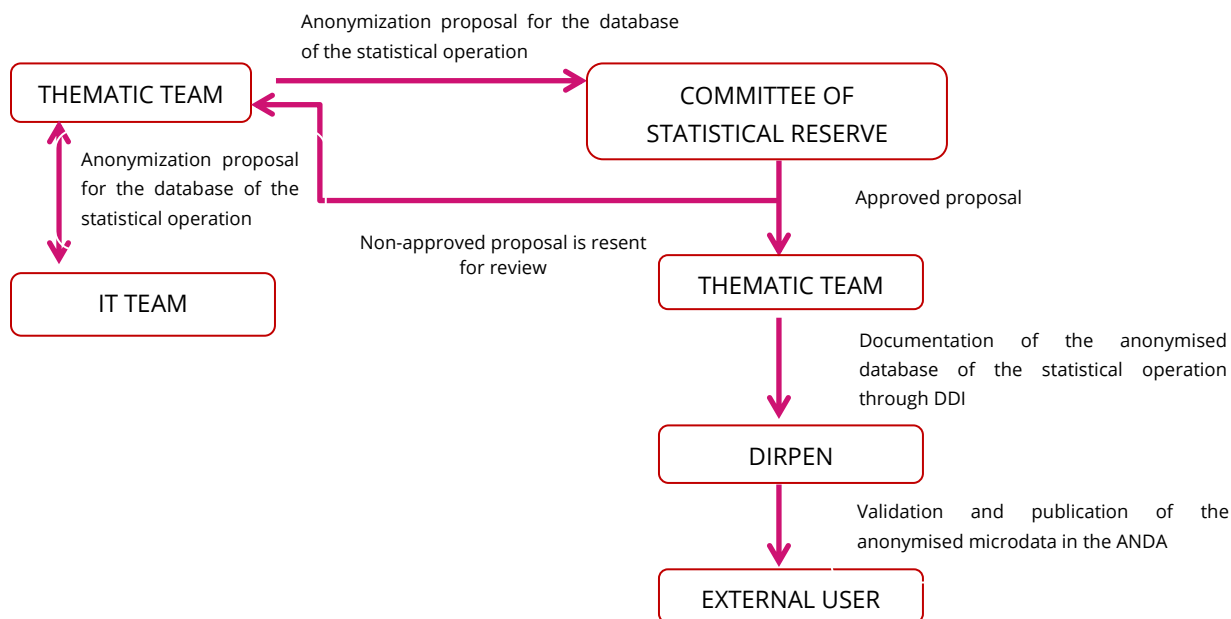 Anonymization proposal for the database
of the statistical operation
THEMATIC TEAM
COMMITTEE OF
STATISTICAL RESERVE
Anonymization proposal
for the database of the
statistical operation
Approved proposal
Non-approved proposal is resent
for review
IT TEAM
THEMATIC TEAM
Documentation of the anonymised
database of the statistical operation
through DDI
DIRPEN
Validation and publication of the
anonymised microdata in the ANDA
EXTERNAL USER